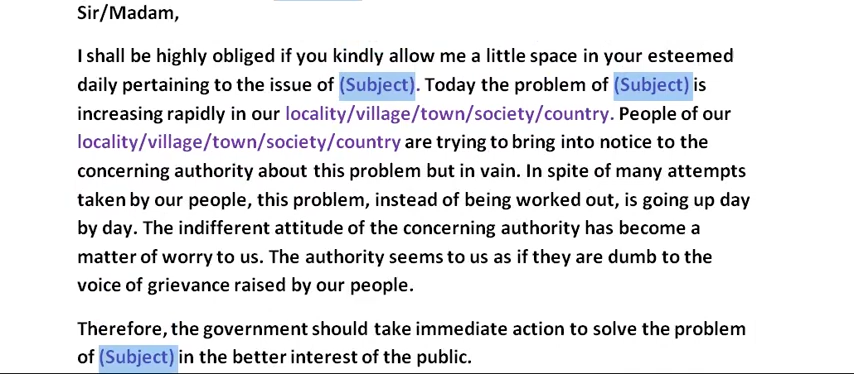 Sir/Madam,
I shall be highly obliged if you kindly allow me a little space in your esteemed
daily pertaining to the issue of (Subject). Today the problem of (Subject) is
increasing rapidly in our locality/village/town/society/country. People of our
locality/village/town/society/country are trying to bring into notice to the
concerning authority about this problem but in vain. In spite of many attempts
taken by our people, this problem, instead of being worked out, is going up day
by day. The indifferent attitude of the concerning authority has become a
matter of worry to us. The authority seems to us as if they are dumb to the
voice of grievance raised by our people.
Therefore, the government should take immediate action to solve the problem
of (Subject) in the better interest of the public.